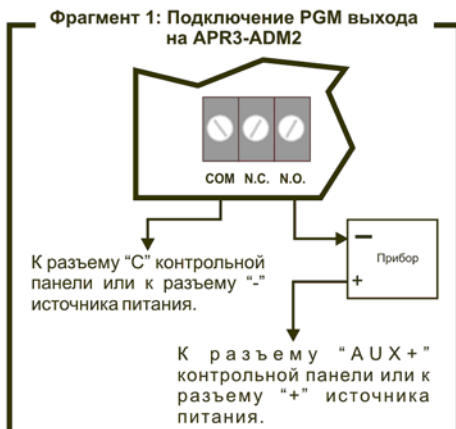 Фрагмент 1: Подключение PGM выхода
на APR3-ADM2
COM N.C. N.O.
К разъему “C” контрольной
панели или к разъему “-”
источника питания.
−
Прибор
+
К разъему “AUX+”
контрольной панели или к
разъему “+” источника
питания.